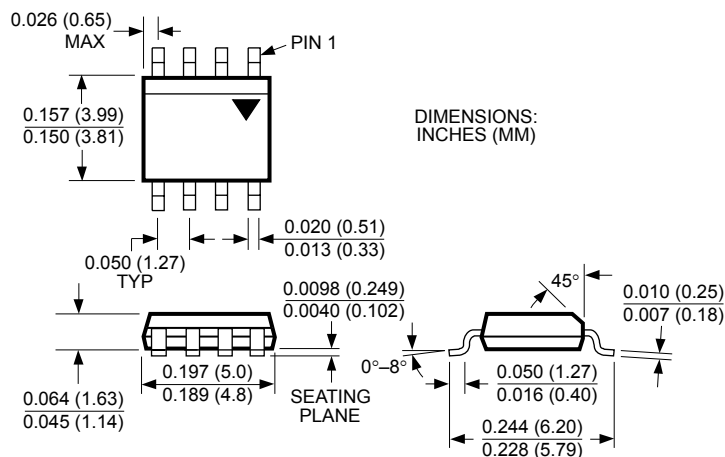 0.026 (0.65)
MAX
PIN 1
0.157 (3.99)
0.150 (3.81)
DIMENSIONS:
INCHES (MM)
0.020 (0.51)
0.013 (0.33)
0.050 (1.27)
TYP
0.0098 (0.249)
0.0040 (0.102)
45°
0.010 (0.25)
0.007 (0.18)
0°–8°
0.064 (1.63)
0.045 (1.14)
0.197 (5.0)
0.189 (4.8)
SEATING
PLANE
0.050 (1.27)
0.016 (0.40)
0.244 (6.20)
0.228 (5.79)